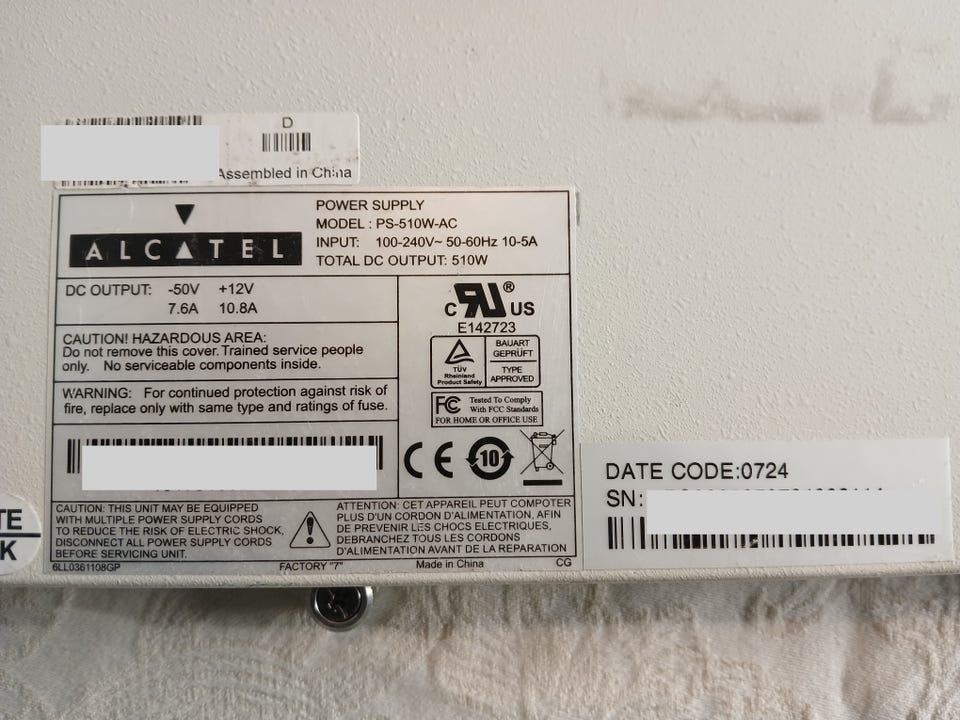 D
Assembled in China
ALCATEL
POWER SUPPLY
MODEL : PS-510W-AC
INPUT: 100-240V~ 50-60Hz 10-5A
TOTAL DC OUTPUT: 510W
DC OUTPUT: -50V +12V
7.6A 10.8A
CAUTION! HAZARDOUS AREA:
Do not remove this cover. Trained service people
only. No serviceable components inside.
WARNING: For continued protection against risk of
fire, replace only with same type and ratings of fuse.
C RU ® US
E142723
TÜV
Rheinland
Product Safety
BAUART
GEPRÜFT
TYPE
APPROVED
FC Tested To Comply
With FCC Standards
FOR HOME OR OFFICE USE
CE 10
CAUTION: THIS UNIT MAY BE EQUIPPED
WITH MULTIPLE POWER SUPPLY CORDS
TO REDUCE THE RISK OF ELECTRIC SHOCK,
DISCONNECT ALL POWER SUPPLY CORDS
BEFORE SERVICING UNIT.
ATTENTION: CET APPAREIL PEUT COMPOTER
PLUS D'UN CORDON D'ALIMENTATION, AFIN
DE PREVENIR LES CHOCS ELECTRIQUES,
DEBRANCHEZ TOUS LES CORDONS
D'ALIMENTATION AVANT DE LA REPARATION
6LL0361108GP FACTORY "7" Made in China CG
DATE CODE:0724
SN:
TE
K